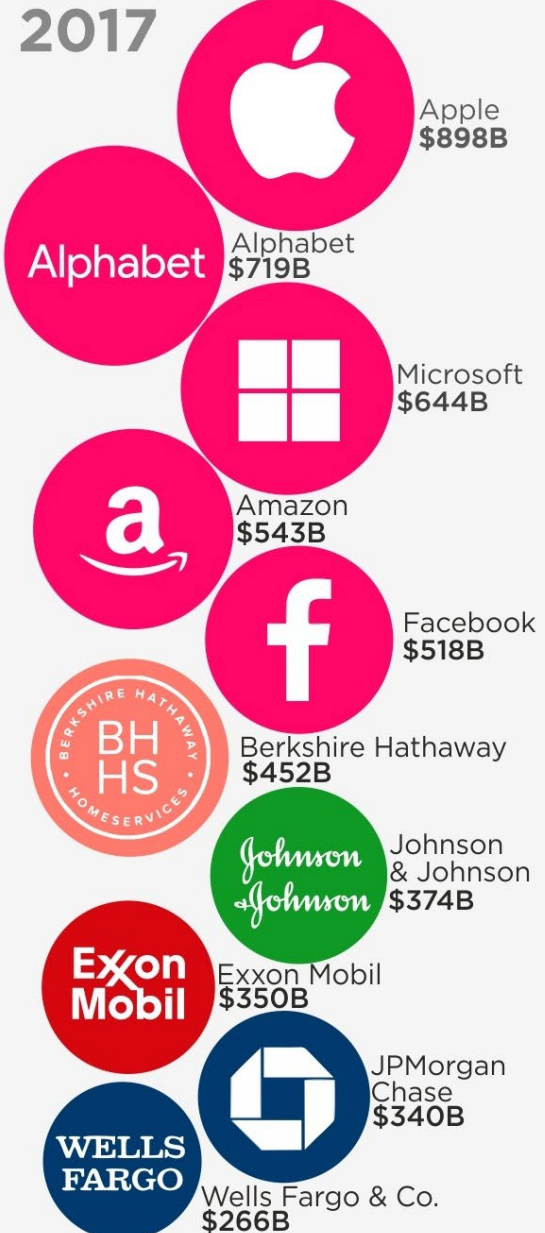 2017
Apple
$898B
Alphabet
Alphabet
$719B
Microsoft
$644B
a
Amazon
$543B
f
Facebook
$518B
BERKSHIRE HATHAWAY
BH
HS
HOMESERVICES
Berkshire Hathaway
$452B
Johnson
&Johnson
Johnson
& Johnson
$374B
Exxon
Mobil
Exxon Mobil
$350B
JPMorgan
Chase
$340B
WELLS
FARGO
Wells Fargo & Co.
$266B